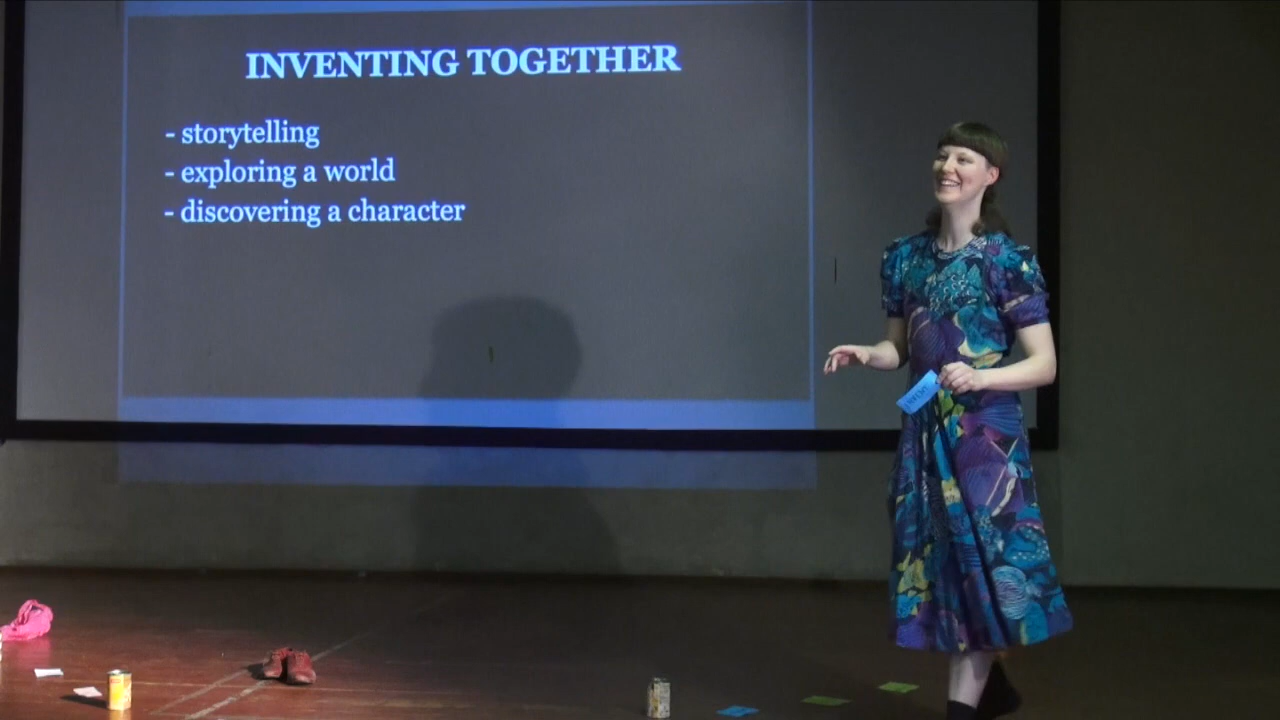 INVENTING TOGETHER
- storytelling
- exploring a world
- discovering a character